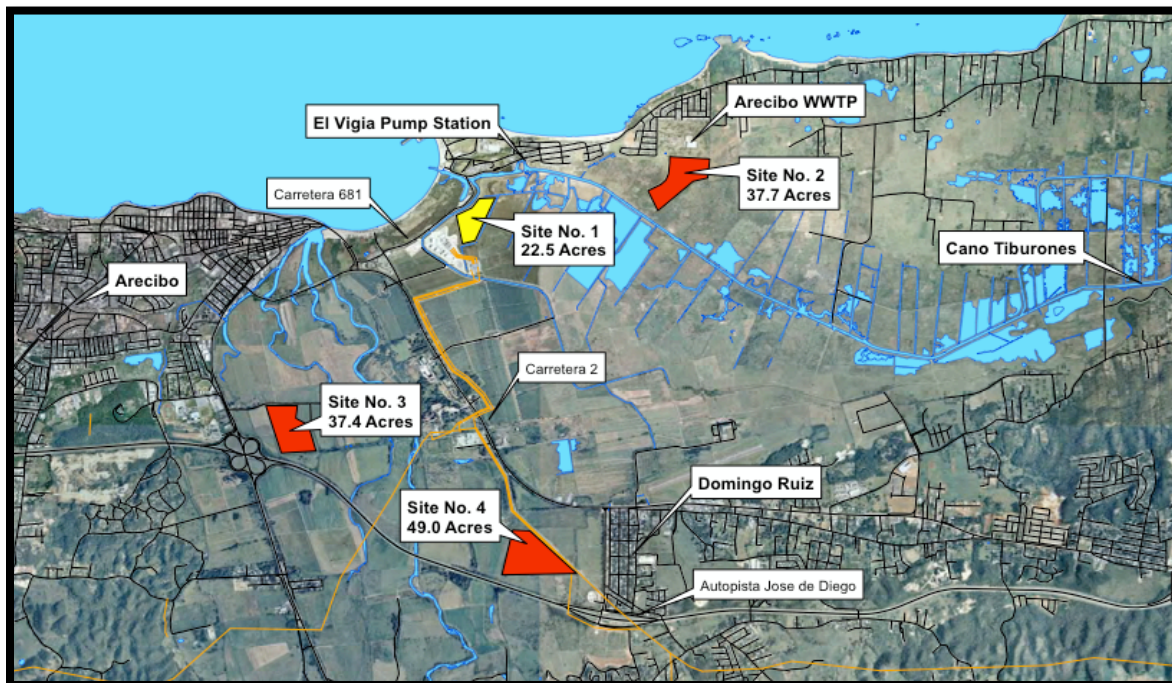 Arecibo WWTP
El Vigia Pump Station
Site No. 2
37.7 Acres
Carretera 681
Site No. 1
22.5 Acres
Cano Tiburones
Arecibo
Carretera 2
Site No. 3
37.4 Acres
Domingo Ruiz
Site No. 4
49.0 Acres
Autopista Jose de Diego